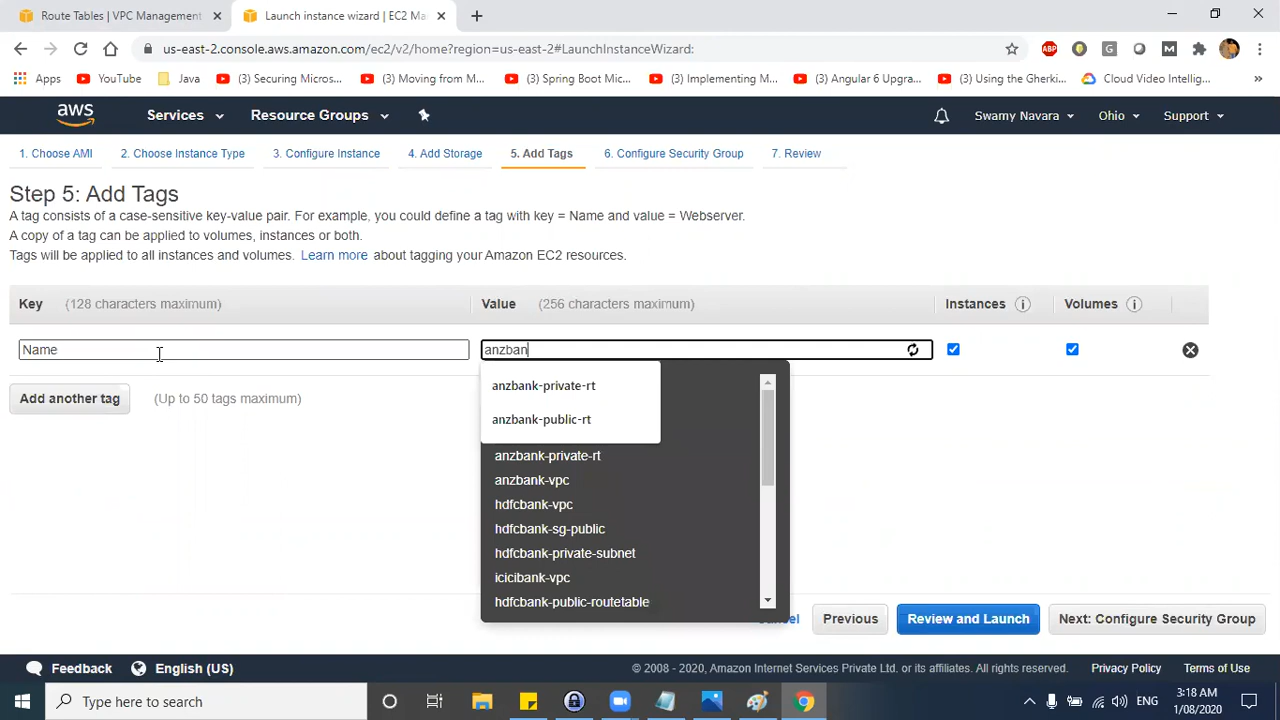 Route Tables | VPC Management
Launch instance wizard | EC2 Ma
us-east-2.console.aws.amazon.com/ec2/v2/home?region=us-east-2#LaunchInstanceWizard:
ABP
G
M
Apps
YouTube
Java
(3) Securing Micros...
(3) Moving from M...
(3) Spring Boot Mic...
(3) Implementing M...
(3) Angular 6 Upgra...
(3) Using the Gherki...
Cloud Video Intellig...
»
aws
Services
Resource Groups
Swamy Navara
Ohio
Support
1. Choose AMI
2. Choose Instance Type
3. Configure Instance
4. Add Storage
5. Add Tags
6. Configure Security Group
7. Review
Step 5: Add Tags
A tag consists of a case-sensitive key-value pair. For example, you could define a tag with key = Name and value = Webserver.
A copy of a tag can be applied to volumes, instances or both.
Tags will be applied to all instances and volumes. Learn more about tagging your Amazon EC2 resources.
Key (128 characters maximum)
Value (256 characters maximum)
Instances
Volumes
Name
anzban
anzbank-private-rt
anzbank-public-rt
anzbank-private-rt
anzbank-vpc
hdfcbank-vpc
hdfcbank-sg-public
hdfcbank-private-subnet
icicibank-vpc
hdfcbank-public-routetable
Add another tag
(Up to 50 tags maximum)
Previous
Review and Launch
Next: Configure Security Group
Feedback
English (US)
© 2008 - 2020, Amazon Internet Services Private Ltd. or its affiliates. All rights reserved.
Privacy Policy
Terms of Use
Type here to search
ENG
3:18 AM
1/08/2020